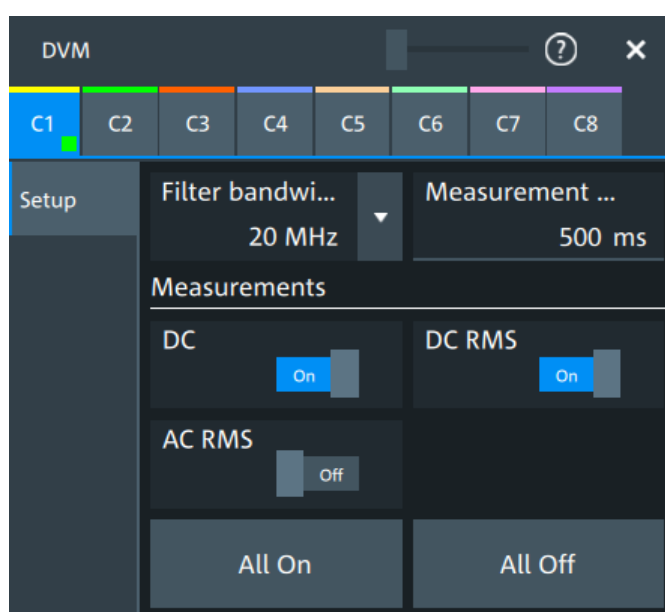 DVM ?
C1 C2 C3 C4 C5 C6 C7 C8
Setup
Filter bandwi...
20 MHz
Measurement ...
500 ms
Measurements
DC
On
DC RMS
On
AC RMS
Off
All On
All Off